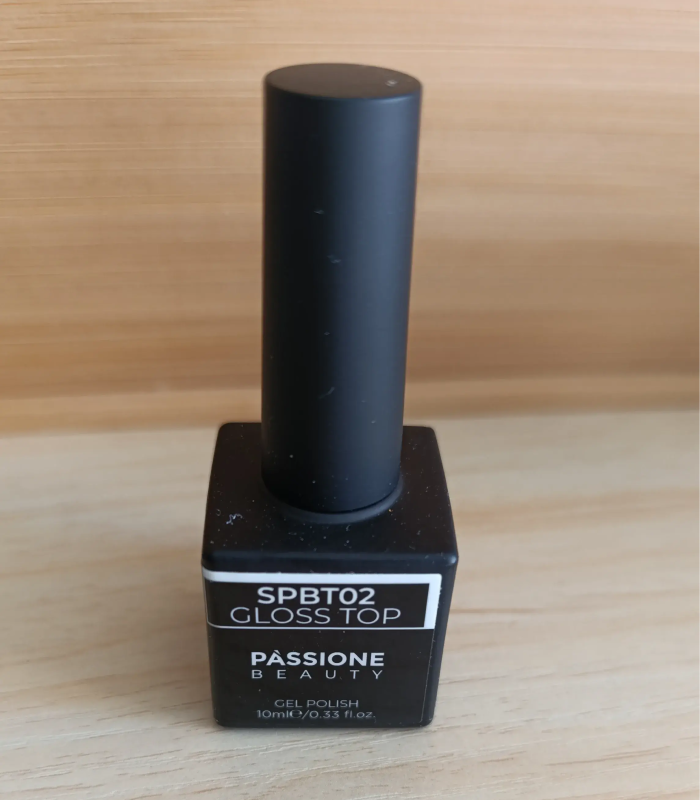 SPBT02
GLOSS TOP
PÀSSIONE
BEAUTY
GEL POLISH
10ml℮/0.33 fl.oz.